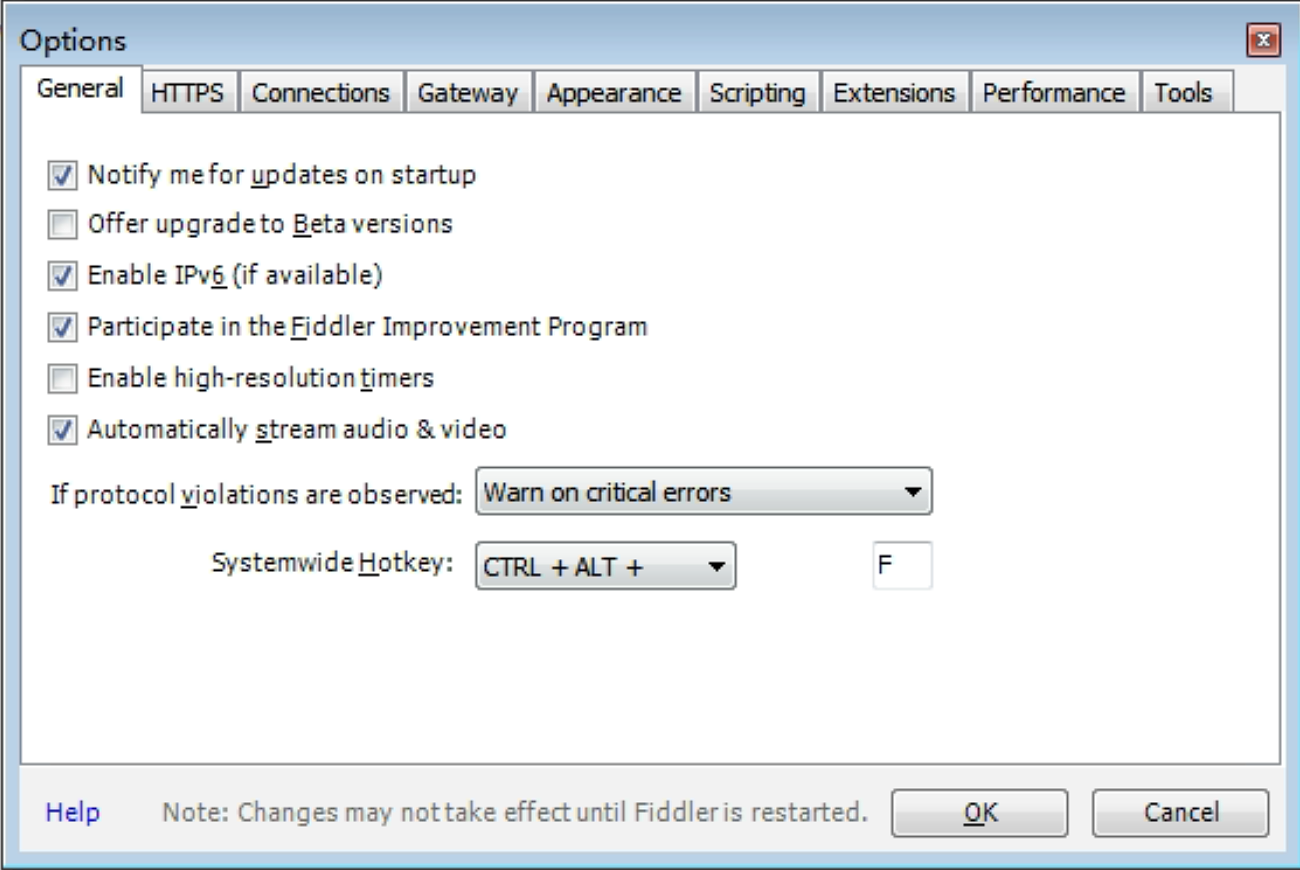 Options
General HTTPS Connections Gateway Appearance Scripting Extensions Performance Tools
Notify me for updates on startup
Offer upgrade to Beta versions
Enable IPv6 (if available)
Participate in the Fiddler Improvement Program
Enable high-resolution timers
Automatically stream audio & video
If protocol violations are observed: Warn on critical errors
Systemwide Hotkey: CTRL + ALT + F
Help Note: Changes may not take effect until Fiddler is restarted. OK Cancel